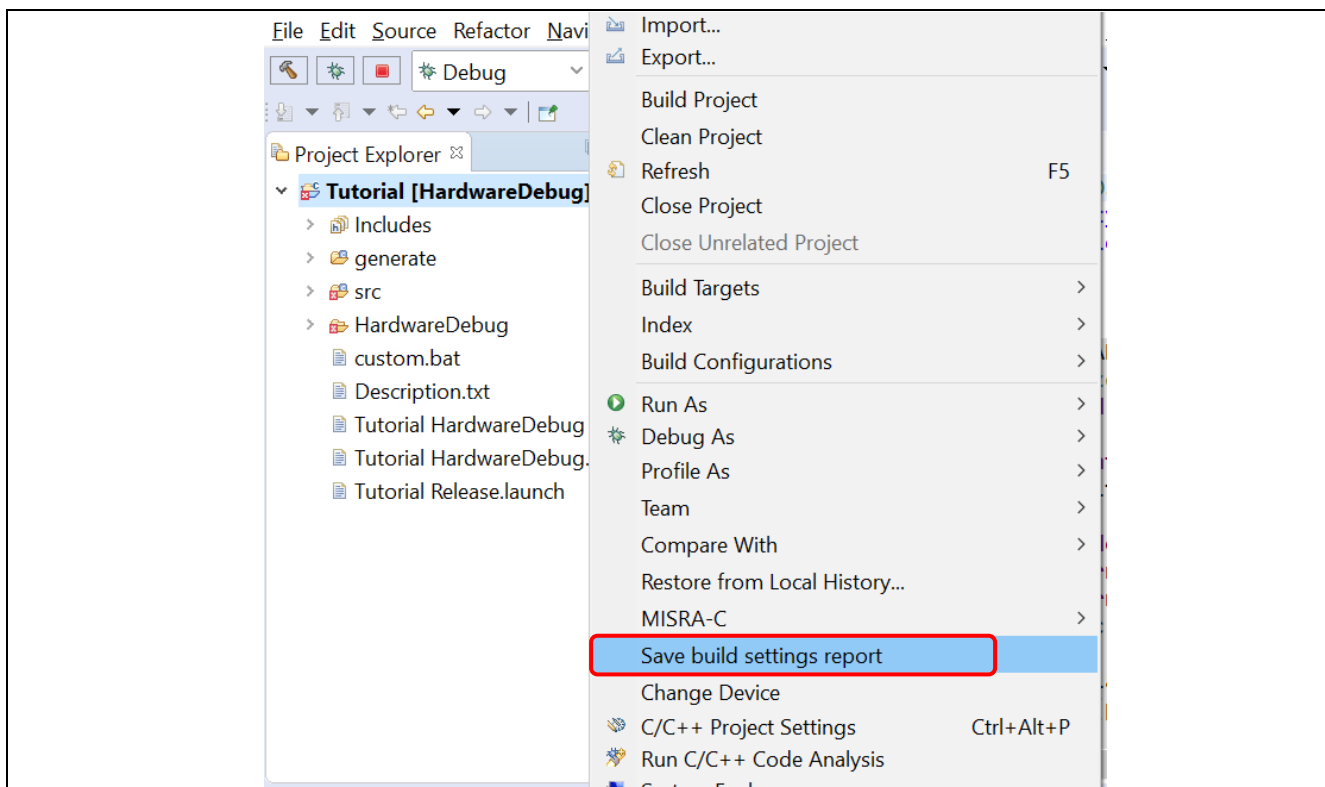 File Edit Source Refactor Navi
Debug
Project Explorer
Tutorial [HardwareDebug]
Includes
generate
src
HardwareDebug
custom.bat
Description.txt
Tutorial HardwareDebug
Tutorial HardwareDebug.
Tutorial Release.launch
Import...
Export...
Build Project
Clean Project
Refresh F5
Close Project
Close Unrelated Project
Build Targets
Index
Build Configurations
Run As
Debug As
Profile As
Team
Compare With
Restore from Local History...
MISRA-C
Save build settings report
Change Device
C/C++ Project Settings Ctrl+Alt+P
Run C/C++ Code Analysis